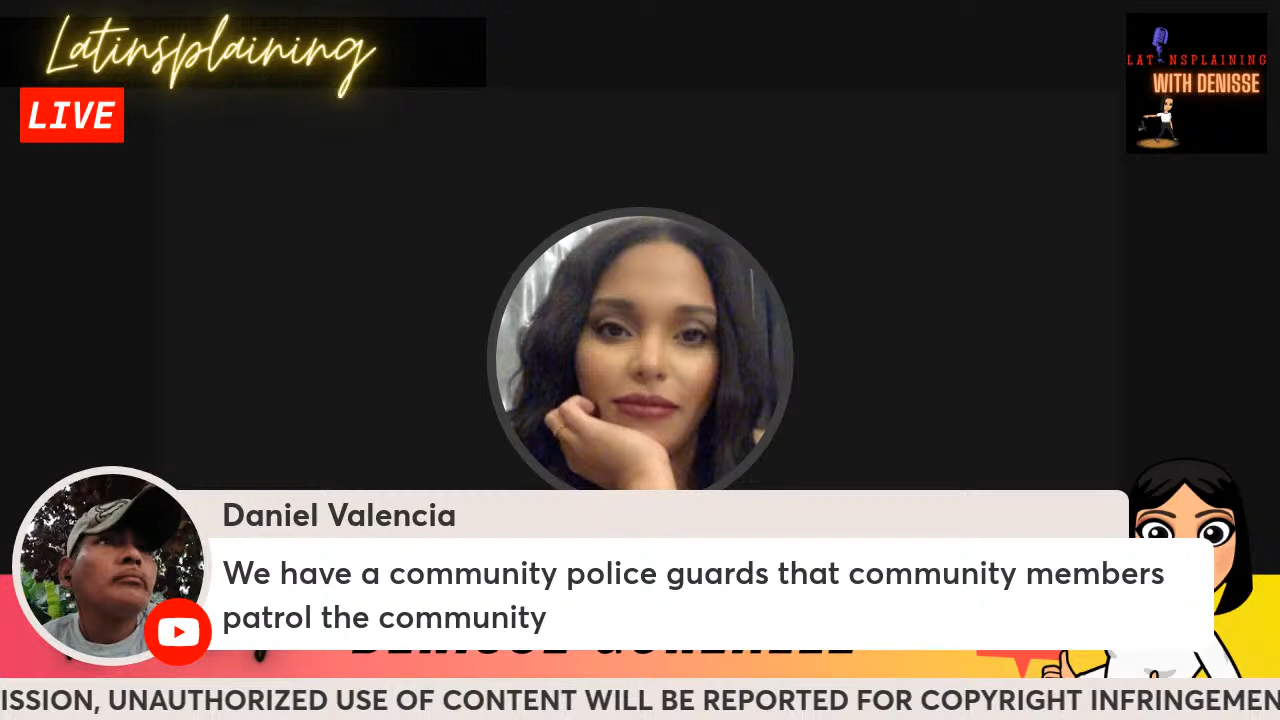 Latinsplaining
LIVE
LAT NSPLAINING
WITH DENISSE
Daniel Valencia
We have a community police guards that community members
patrol the community
ISSION, UNAUTHORIZED USE OF CONTENT WILL BE REPORTED FOR COPYRIGHT INFRINGEMEN